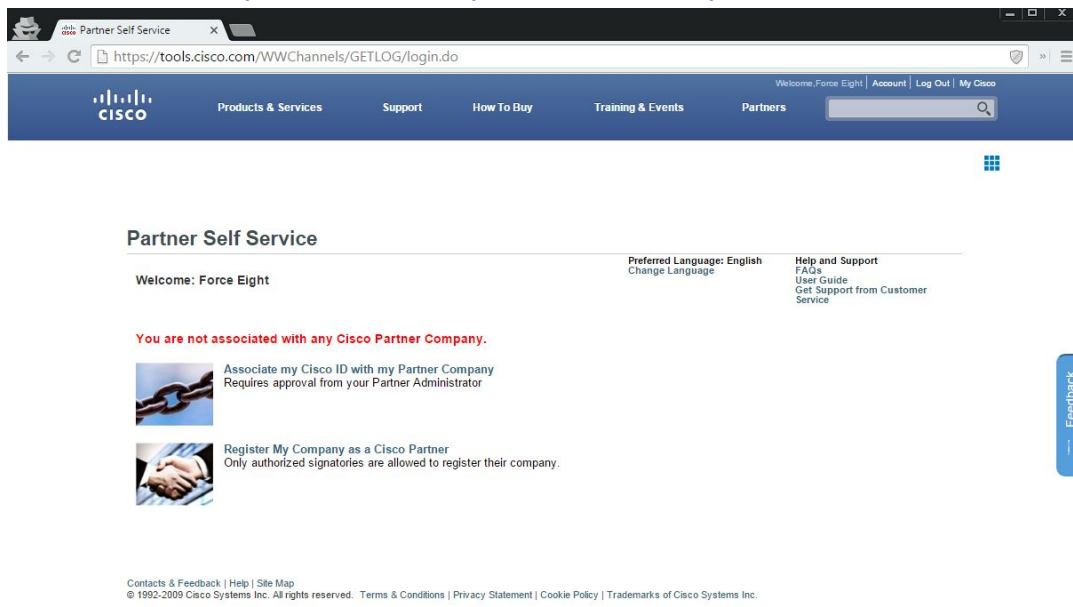 Partner Self Service
https://tools.cisco.com/WWChannels/GETLOG/login.do
Welcome,Force Eight | Account | Log Out | My Cisco
CISCO
Products & Services Support How To Buy Training & Events Partners
Partner Self Service
Welcome: Force Eight
Preferred Language: English
Change Language
Help and Support
FAQs
User Guide
Get Support from Customer
Service
You are not associated with any Cisco Partner Company.
Associate my Cisco ID with my Partner Company
Requires approval from your Partner Administrator
Register My Company as a Cisco Partner
Only authorized signatories are allowed to register their company.
Feedback
Contacts & Feedback | Help | Site Map
© 1992-2009 Cisco Systems Inc. All rights reserved. Terms & Conditions | Privacy Statement | Cookie Policy | Trademarks of Cisco Systems Inc.